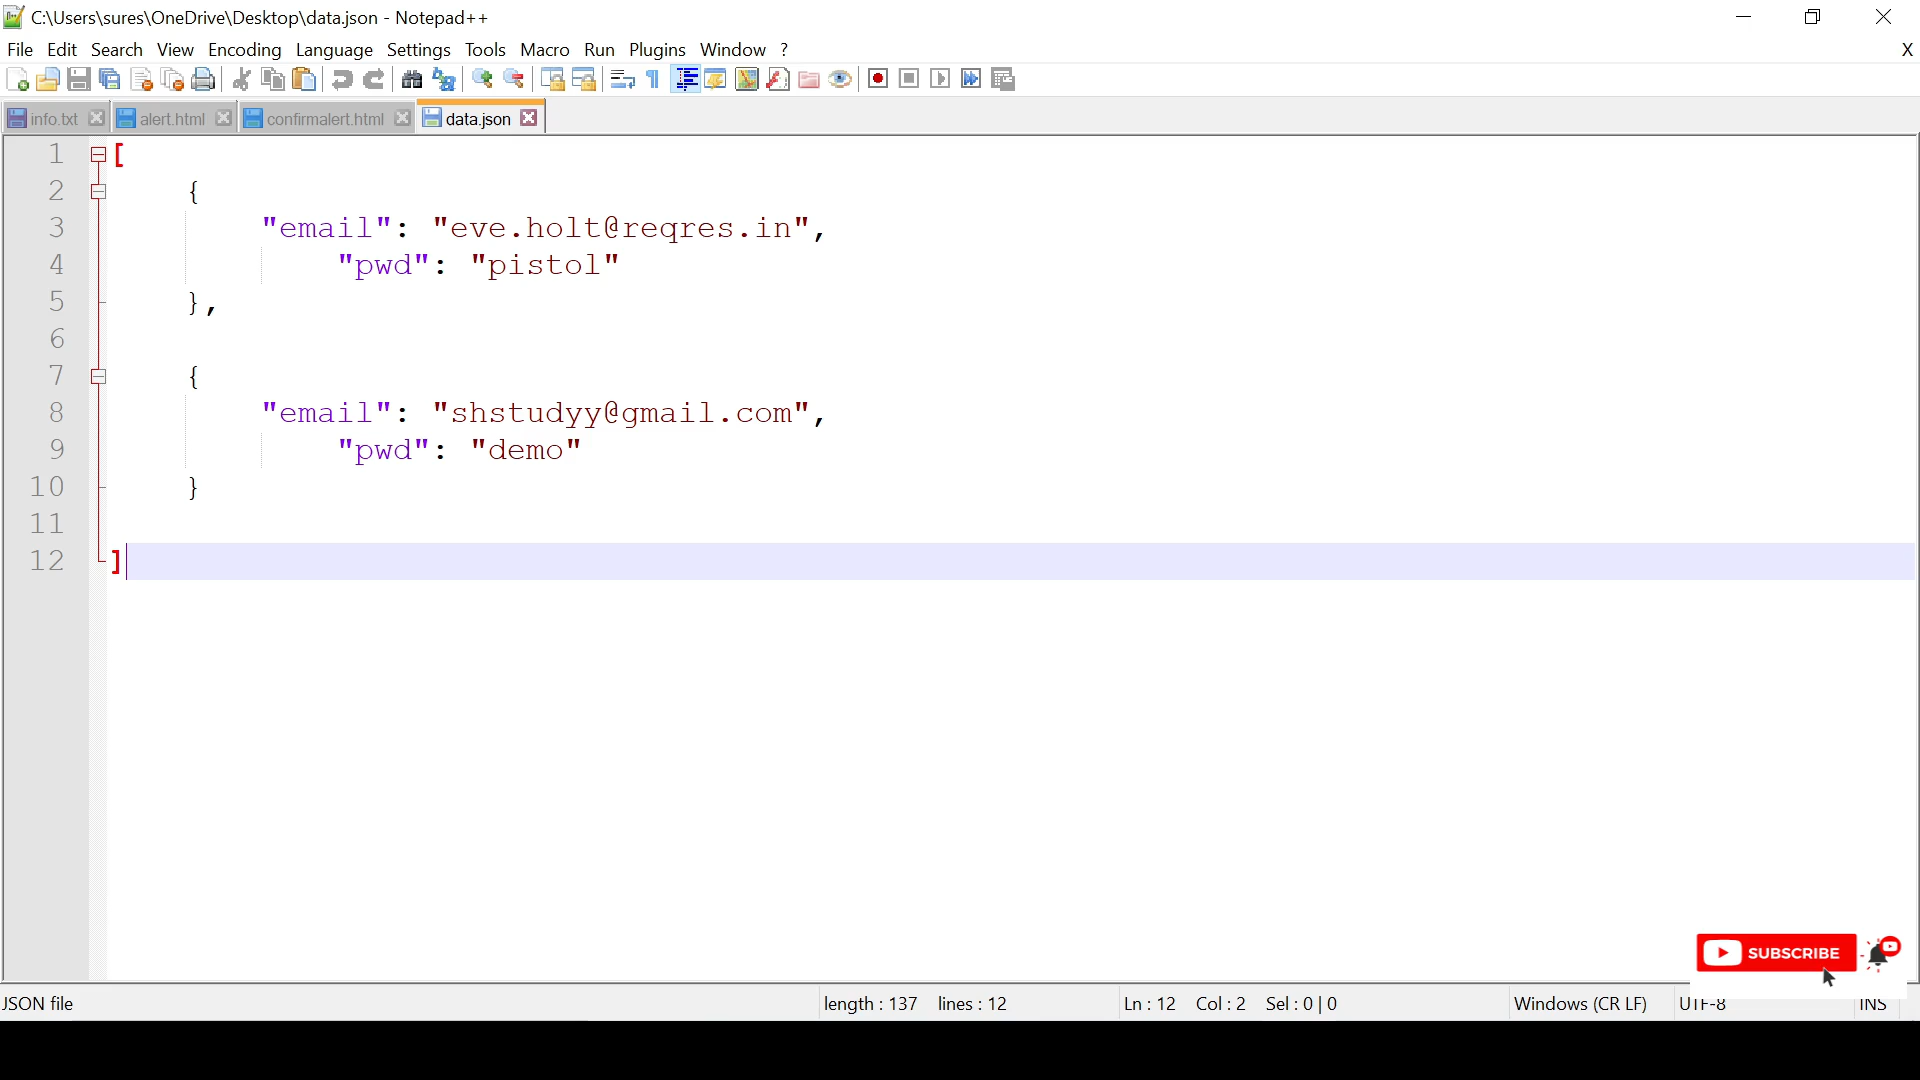 C:\Users\sures\OneDrive\Desktop\data.json - Notepad++
File Edit Search View Encoding Language Settings Tools Macro Run Plugins Window ? X
info.txt alert.html confirmalert.html data.json
1 [
2 {
3 "email": "eve.holt@reqres.in",
4 "pwd": "pistol"
5 },
6
7 {
8 "email": "shstudyy@gmail.com",
9 "pwd": "demo"
10 }
11
12 ]
SUBSCRIBE
JSON file length : 137 lines : 12 Ln : 12 Col : 2 Sel : 0 | 0 Windows (CR LF) UTF-8 INS